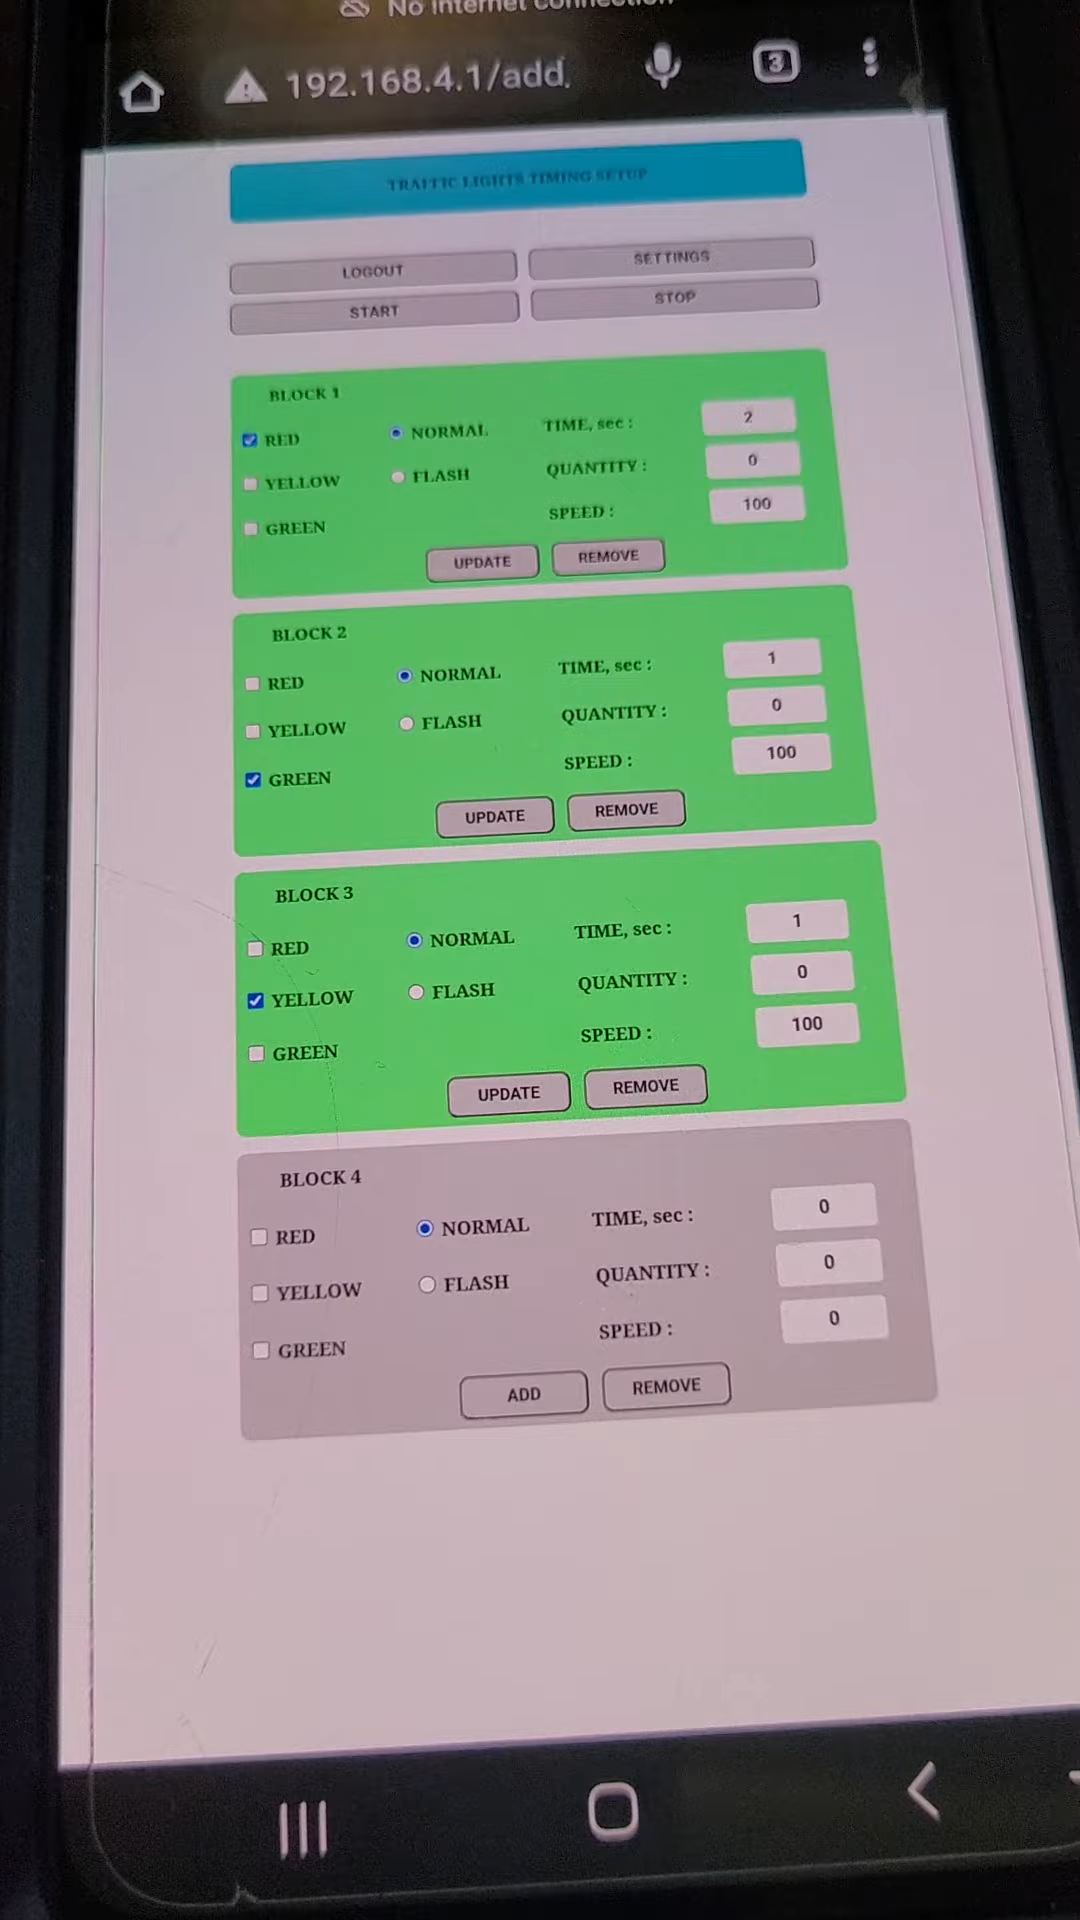 No internet connection
192.168.4.1/add.
3
TRAFFIC LIGHTS TIMING SETUP
LOGOUT SETTINGS
START STOP
BLOCK 1
RED NORMAL TIME, sec : 2
YELLOW FLASH QUANTITY : 0
GREEN SPEED : 100
UPDATE REMOVE
BLOCK 2
RED NORMAL TIME, sec : 1
YELLOW FLASH QUANTITY : 0
GREEN SPEED : 100
UPDATE REMOVE
BLOCK 3
RED NORMAL TIME, sec : 1
YELLOW FLASH QUANTITY : 0
GREEN SPEED : 100
UPDATE REMOVE
BLOCK 4
RED NORMAL TIME, sec : 0
YELLOW FLASH QUANTITY : 0
GREEN SPEED : 0
ADD REMOVE